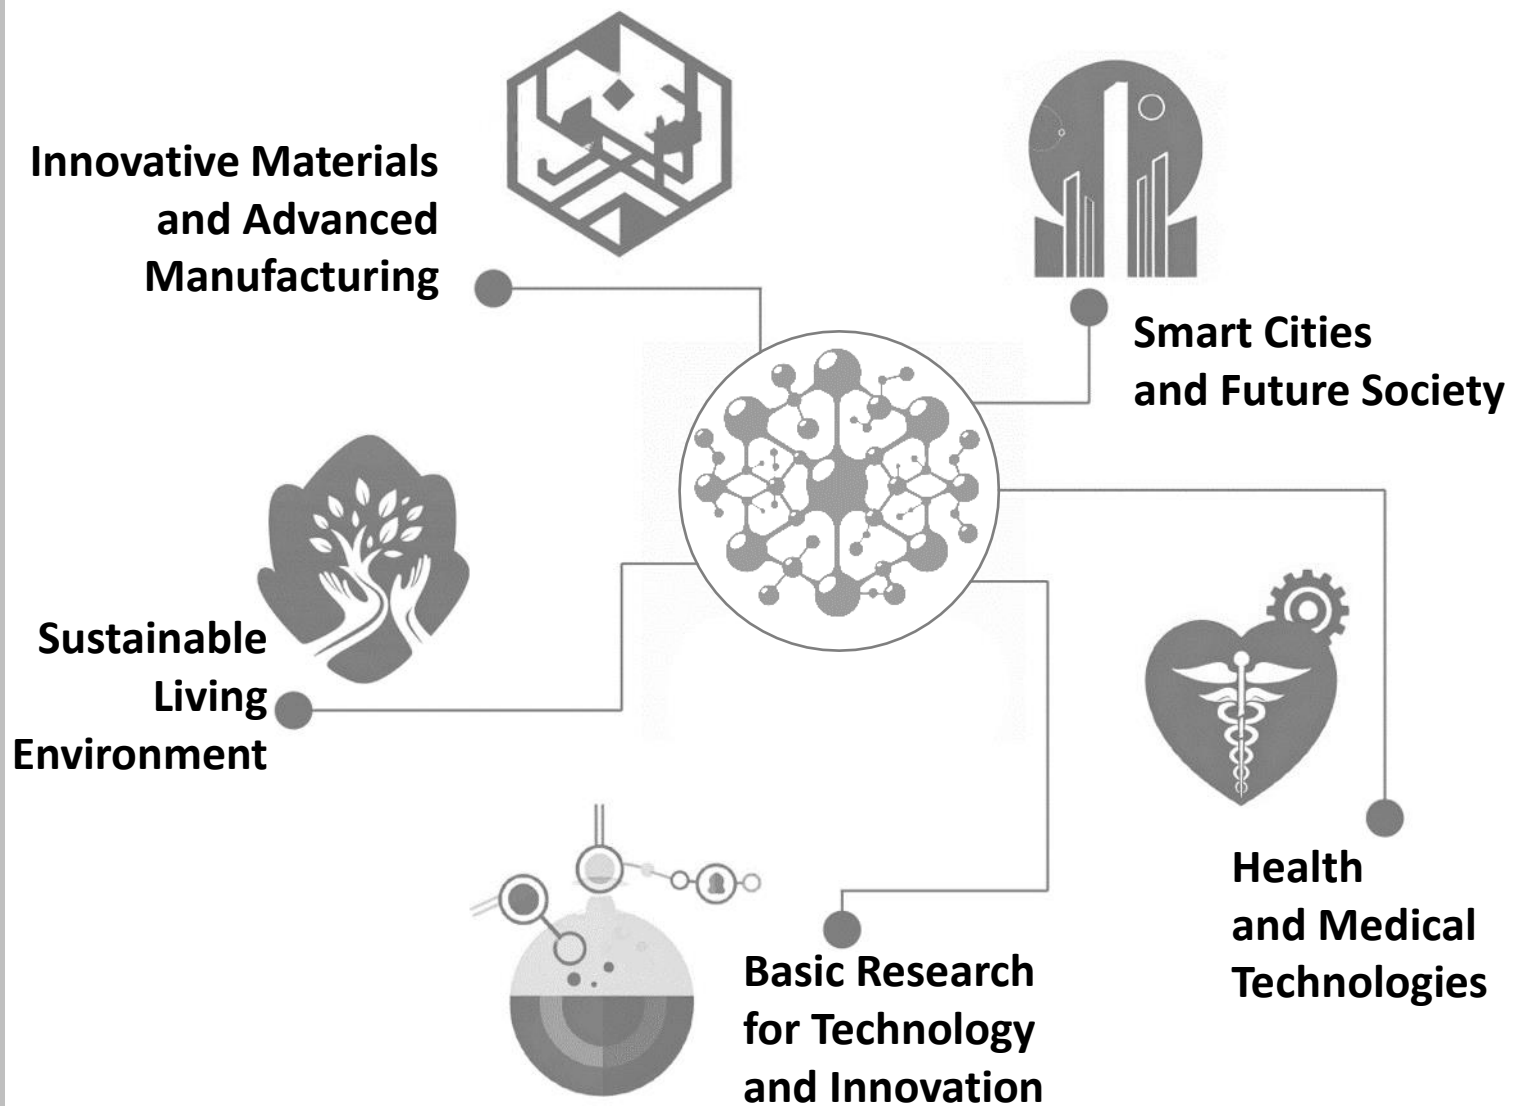 Innovative Materials
and Advanced
Manufacturing
Smart Cities
and Future Society
Sustainable
Living
Environment
Health
and Medical
Technologies
Basic Research
for Technology
and Innovation